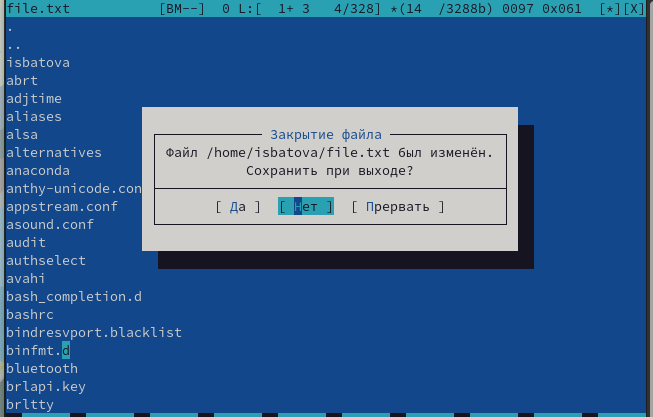 file.txt [BM--] 0 L:[ 1+ 3 4/328] *(14 /3288b) 0097 0x061 [*][X]
.
..
isbatova
abrt
adjtime
aliases
alsa
alternatives
anaconda
anthy-unicode.con
appstream.conf
asound.conf
audit
authselect
avahi
bash_completion.d
bashrc
bindresvport.blacklist
binfmt.d
bluetooth
brlapi.key
brltty
Закрытие файла
Файл /home/isbatova/file.txt был изменён.
Сохранить при выходе?
[ Да ] [ Нет ] [ Прервать ]